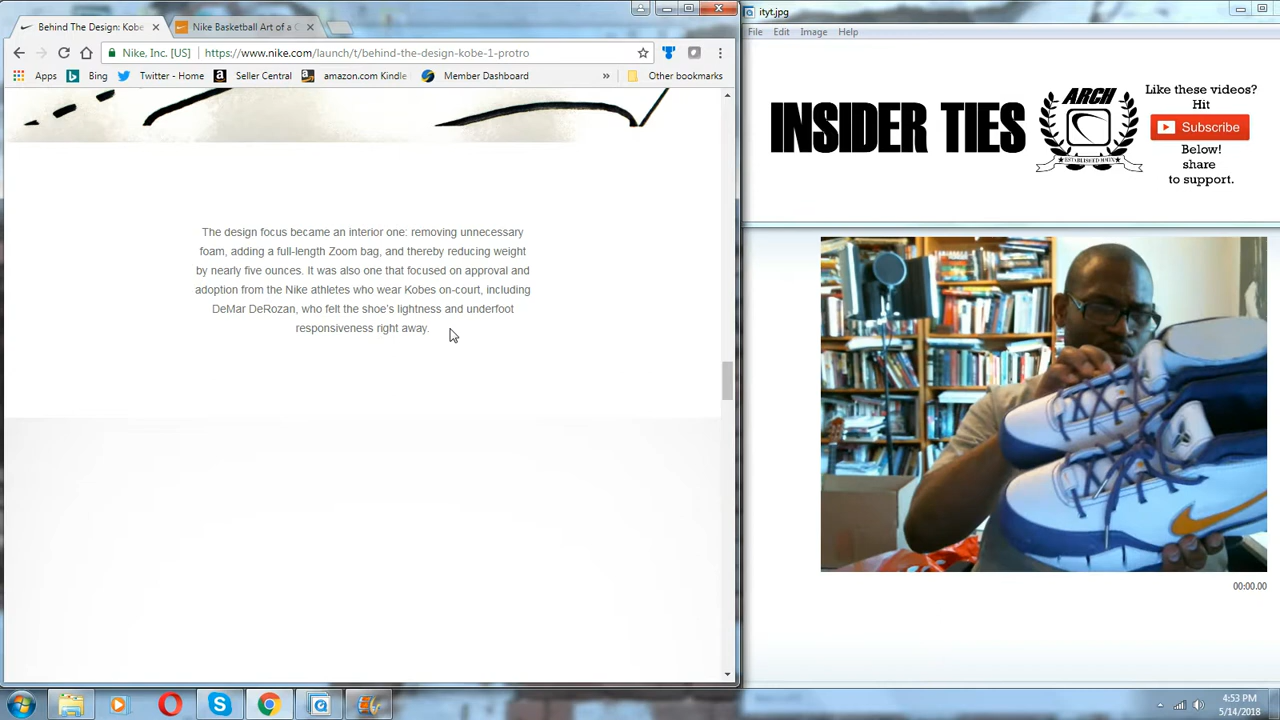 Behind The Design: Kobe
Nike Basketball Art of a C
Nike, Inc. [US]
https://www.nike.com/launch/t/behind-the-design-kobe-1-protro
Apps
Bing
Twitter - Home
Seller Central
amazon.com Kindle
Member Dashboard
»
Other bookmarks
The design focus became an interior one: removing unnecessary
foam, adding a full-length Zoom bag, and thereby reducing weight
by nearly five ounces. It was also one that focused on approval and
adoption from the Nike athletes who wear Kobes on-court, including
DeMar DeRozan, who felt the shoe's lightness and underfoot
responsiveness right away.
ityt.jpg
File Edit Image Help
INSIDER TIES
ARCH
ESTABLISHED MMIX
Like these videos?
Hit
Subscribe
Below!
share
to support.
00:00.00
4:53 PM
5/14/2018